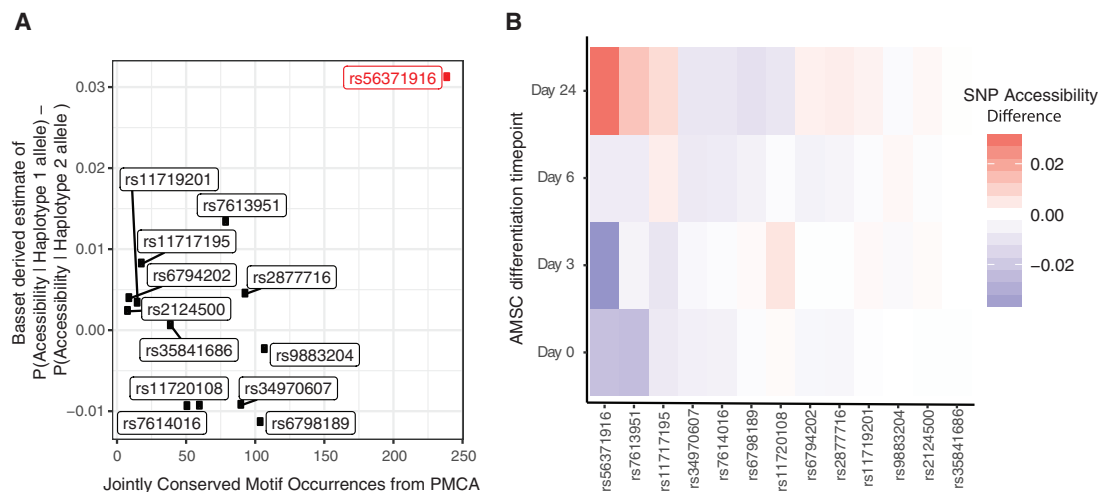 A
Basset derived estimate of
P(Acessibility | Haplotype 1 allele) −
P(Accessibility | Haplotype 2 allele )
0.03
0.02
0.01
0.00
−0.01
rs56371916
rs11719201
rs7613951
rs11717195
rs6794202
rs2877716
rs2124500
rs35841686
rs9883204
rs11720108
rs34970607
rs7614016
rs6798189
0
50
100
150
200
250
Jointly Conserved Motif Occurrences from PMCA
B
AMSC differentiation timepoint
Day 24
Day 6
Day 3
Day 0
rs56371916
rs7613951
rs11717195
rs34970607
rs7614016
rs6798189
rs11720108
rs6794202
rs2877716
rs11719201
rs9883204
rs2124500
rs35841686
SNP Accessibility
Difference
0.02
0.00
−0.02